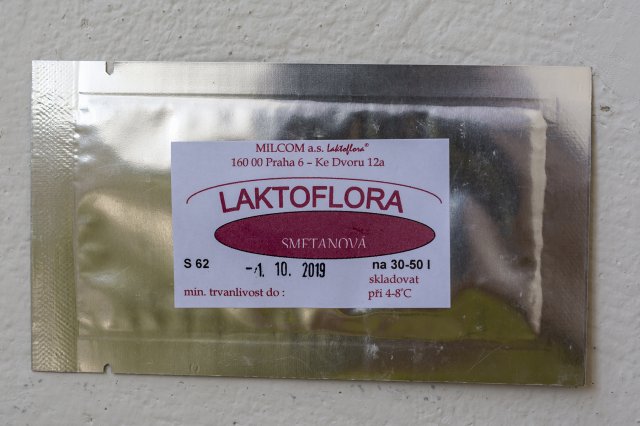 MILCOM a.s. Laktoflora®
160 00 Praha 6 – Ke Dvoru 12a
LAKTOFLORA
SMETANOVÁ
S 62 -1. 10. 2019 na 30-50 l
skladovat
min. trvanlivost do : při 4-8°C